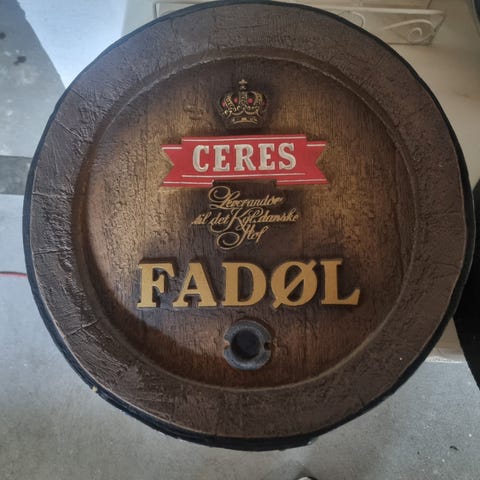 CERES
Leverandør
til det Kgl. danske
Hof
FADØL